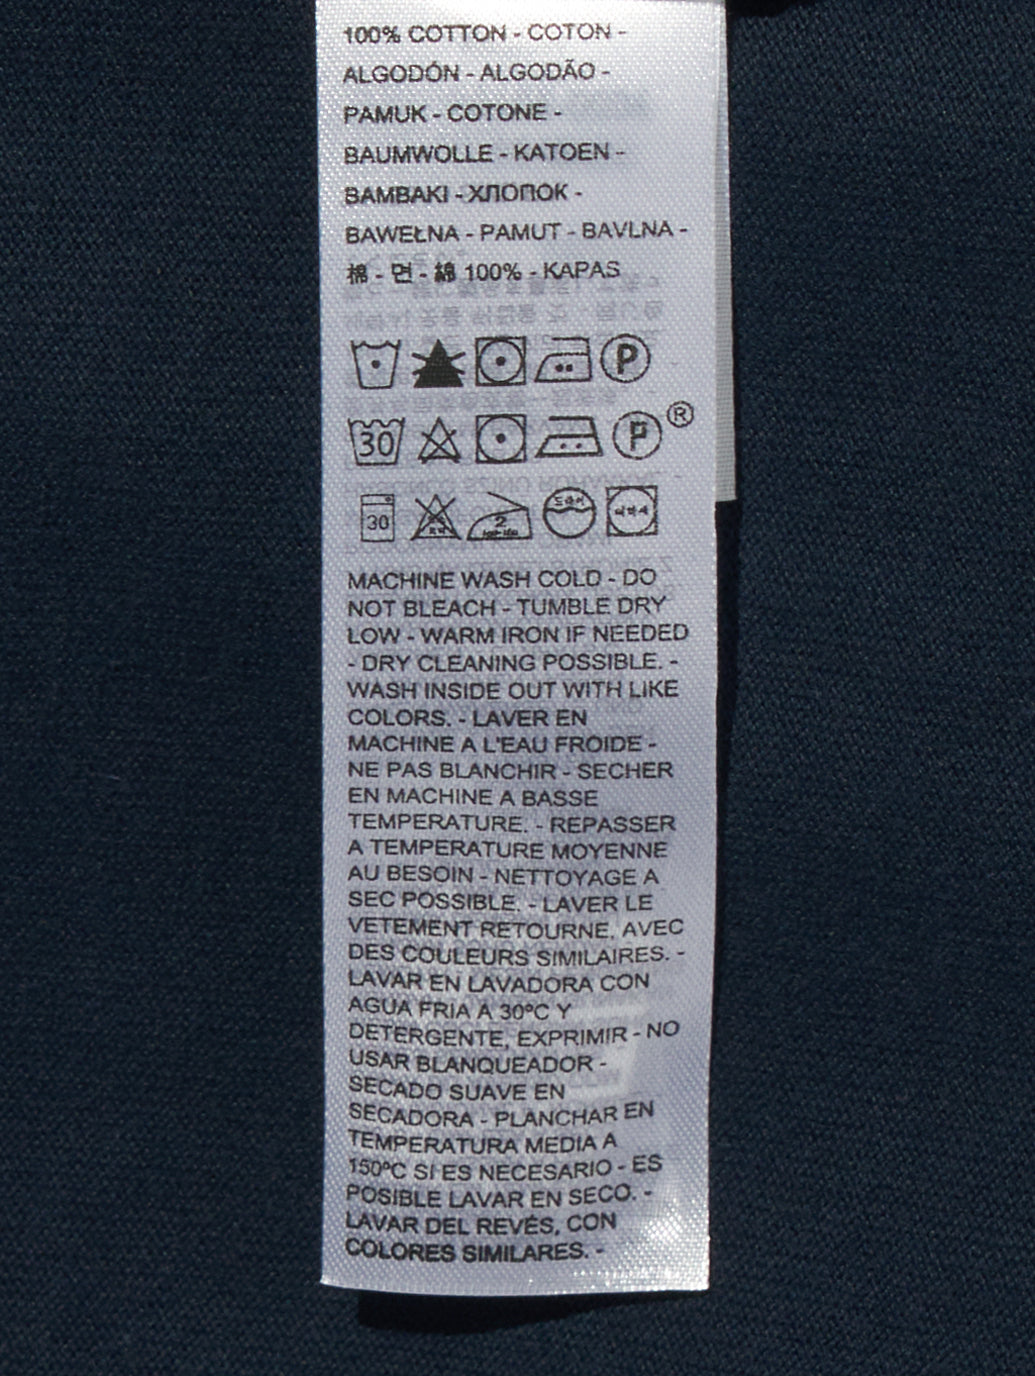 100% COTTON - COTON -
ALGODÓN - ALGODÃO -
PAMUK - COTONE -
BAUMWOLLE - KATOEN -
BAMBAKI - ХЛОПОК -
BAWEŁNA - PAMUT - BAVLNA -
棉 - 면 - 綿 100% - KAPAS
P
30 P ®
30 2
MACHINE WASH COLD - DO
NOT BLEACH - TUMBLE DRY
LOW - WARM IRON IF NEEDED
- DRY CLEANING POSSIBLE. -
WASH INSIDE OUT WITH LIKE
COLORS. - LAVER EN
MACHINE A L'EAU FROIDE -
NE PAS BLANCHIR - SECHER
EN MACHINE A BASSE
TEMPERATURE. - REPASSER
A TEMPERATURE MOYENNE
AU BESOIN - NETTOYAGE A
SEC POSSIBLE. - LAVER LE
VETEMENT RETOURNE, AVEC
DES COULEURS SIMILAIRES. -
LAVAR EN LAVADORA CON
AGUA FRIA A 30ºC Y
DETERGENTE, EXPRIMIR - NO
USAR BLANQUEADOR -
SECADO SUAVE EN
SECADORA - PLANCHAR EN
TEMPERATURA MEDIA A
150ºC SI ES NECESARIO - ES
POSIBLE LAVAR EN SECO. -
LAVAR DEL REVÉS, CON
COLORES SIMILARES. -